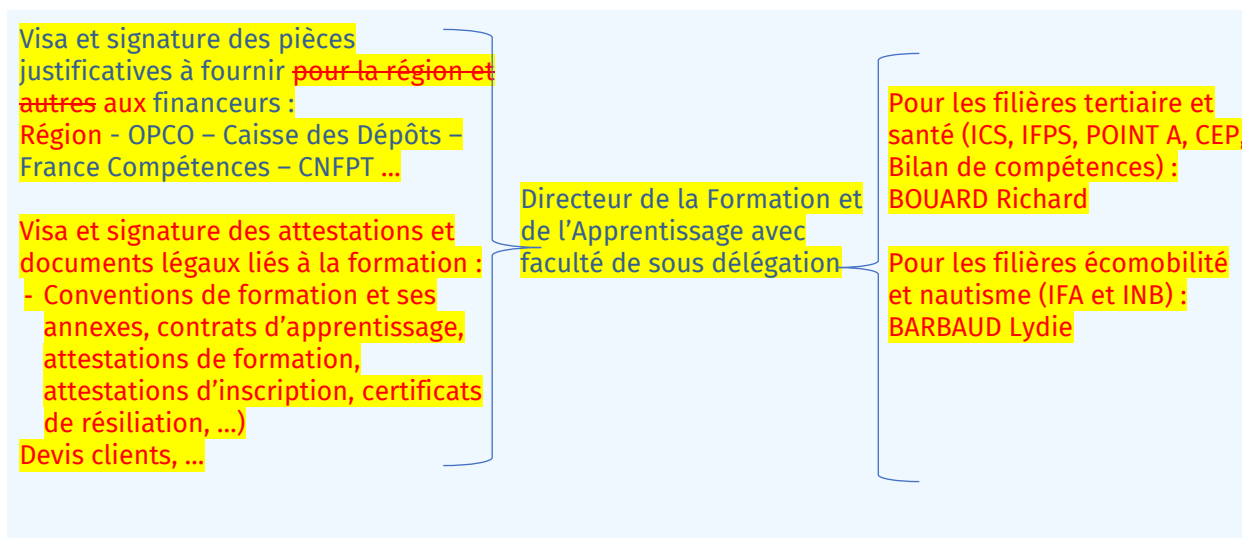 Visa et signature des pièces
justificatives à fournir pour la région et
autres aux financeurs :
Région - OPCO – Caisse des Dépôts –
France Compétences – CNFPT ...
Visa et signature des attestations et
documents légaux liés à la formation :
- Conventions de formation et ses
annexes, contrats d’apprentissage,
attestations de formation,
attestations d’inscription, certificats
de résiliation, ...)
Devis clients, ...
Directeur de la Formation et
de l’Apprentissage avec
faculté de sous délégation
Pour les filières tertiaire et
santé (ICS, IFPS, POINT A, CEP,
Bilan de compétences) :
BOUARD Richard
Pour les filières écomobilité
et nautisme (IFA et INB) :
BARBAUD Lydie